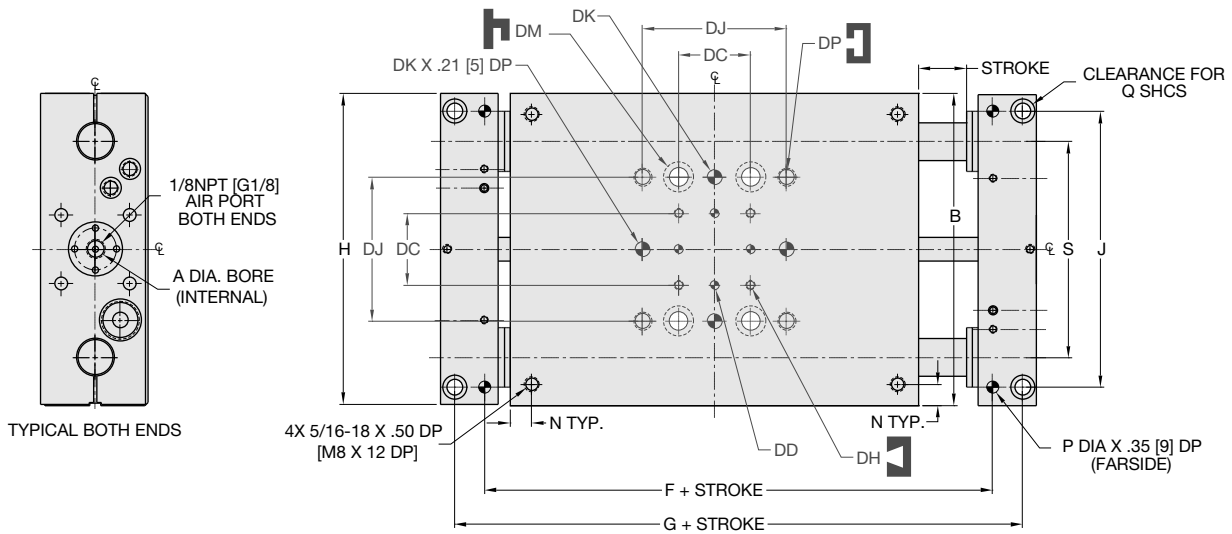 DK
DJ
DM
DP
DC
STROKE
CLEARANCE FOR
Q SHCS
DK X .21 [5] DP
℄
℄
1/8NPT [G1/8]
AIR PORT
BOTH ENDS
H
DJ
DC
B
S
J
℄
℄
A DIA. BORE
(INTERNAL)
TYPICAL BOTH ENDS
4X 5/16-18 X .50 DP
[M8 X 12 DP]
N TYP.
N TYP.
DD
DH
P DIA X .35 [9] DP
(FARSIDE)
F + STROKE
G + STROKE